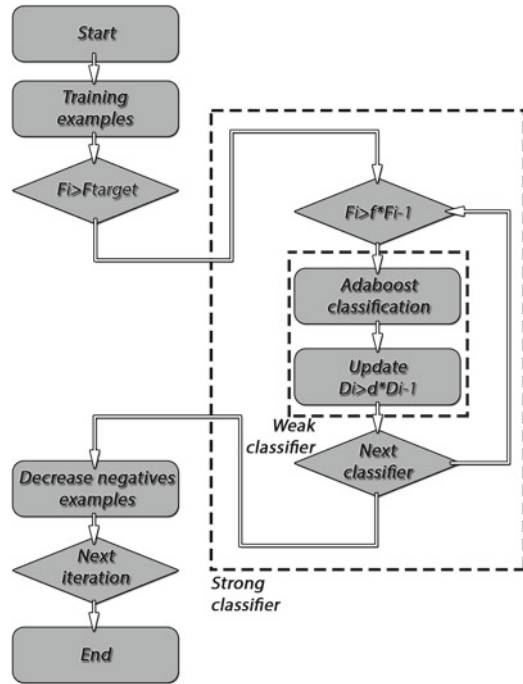 Start
Training
examples
Fi>Ftarget
Fi>f*Fi-1
Adaboost
classification
Update
Di>d*Di-1
Weak
classifier
Next
classifier
Strong
classifier
Decrease negatives
examples
Next
iteration
End